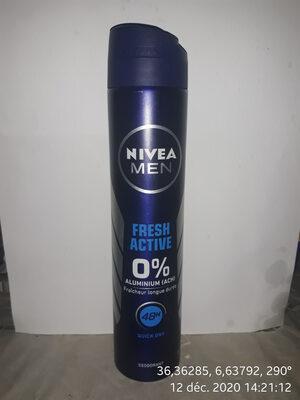 NIVEA
MEN
FRESH
ACTIVE
0%
ALUMINIUM (ACH)
Fraîcheur longue durée
48H
QUICK DRY
DEODORANT
36,36285, 6,63792, 290°
12 déc. 2020 14:21:12